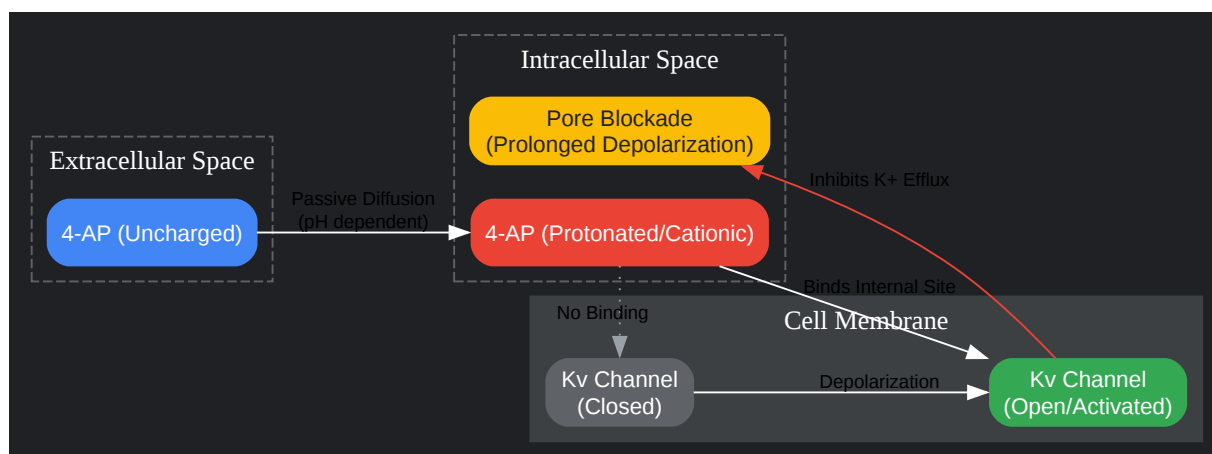 Intracellular Space
Pore Blockade
(Prolonged Depolarization)
Extracellular Space
Inhibits K+ Efflux
Passive Diffusion
(pH dependent)
4-AP (Uncharged)
4-AP (Protonated/Cationic)
Binds Internal Site
No Binding
Cell Membrane
Kv Channel
(Closed)
Depolarization
Kv Channel
(Open/Activated)